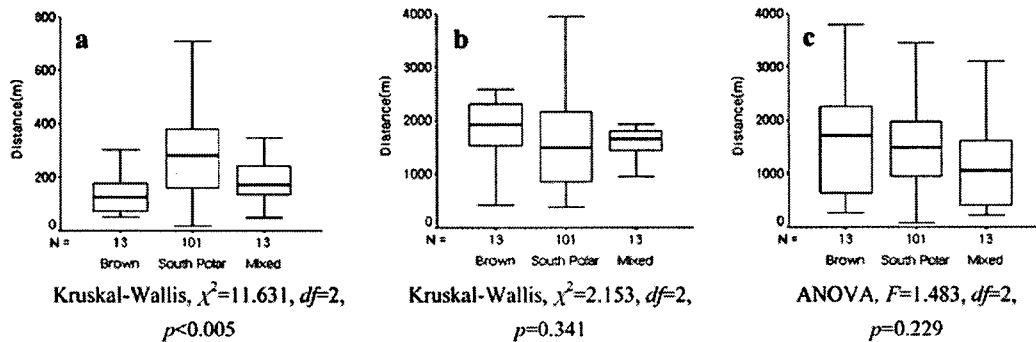 a
800
600
400
200
0
Distance(m)
N =
13
101
13
Brown
South Polar
Mixed
Kruskal-Wallis, χ²=11.631, df=2,
p<0.005
b
4000
3000
2000
1000
0
Distance(m)
N =
13
101
13
Brown
South Polar
Mixed
Kruskal-Wallis, χ²=2.153, df=2,
p=0.341
c
4000
3000
2000
1000
0
Distance(m)
N =
13
101
13
Brown
South Polar
Mixed
ANOVA, F=1.483, df=2,
p=0.229